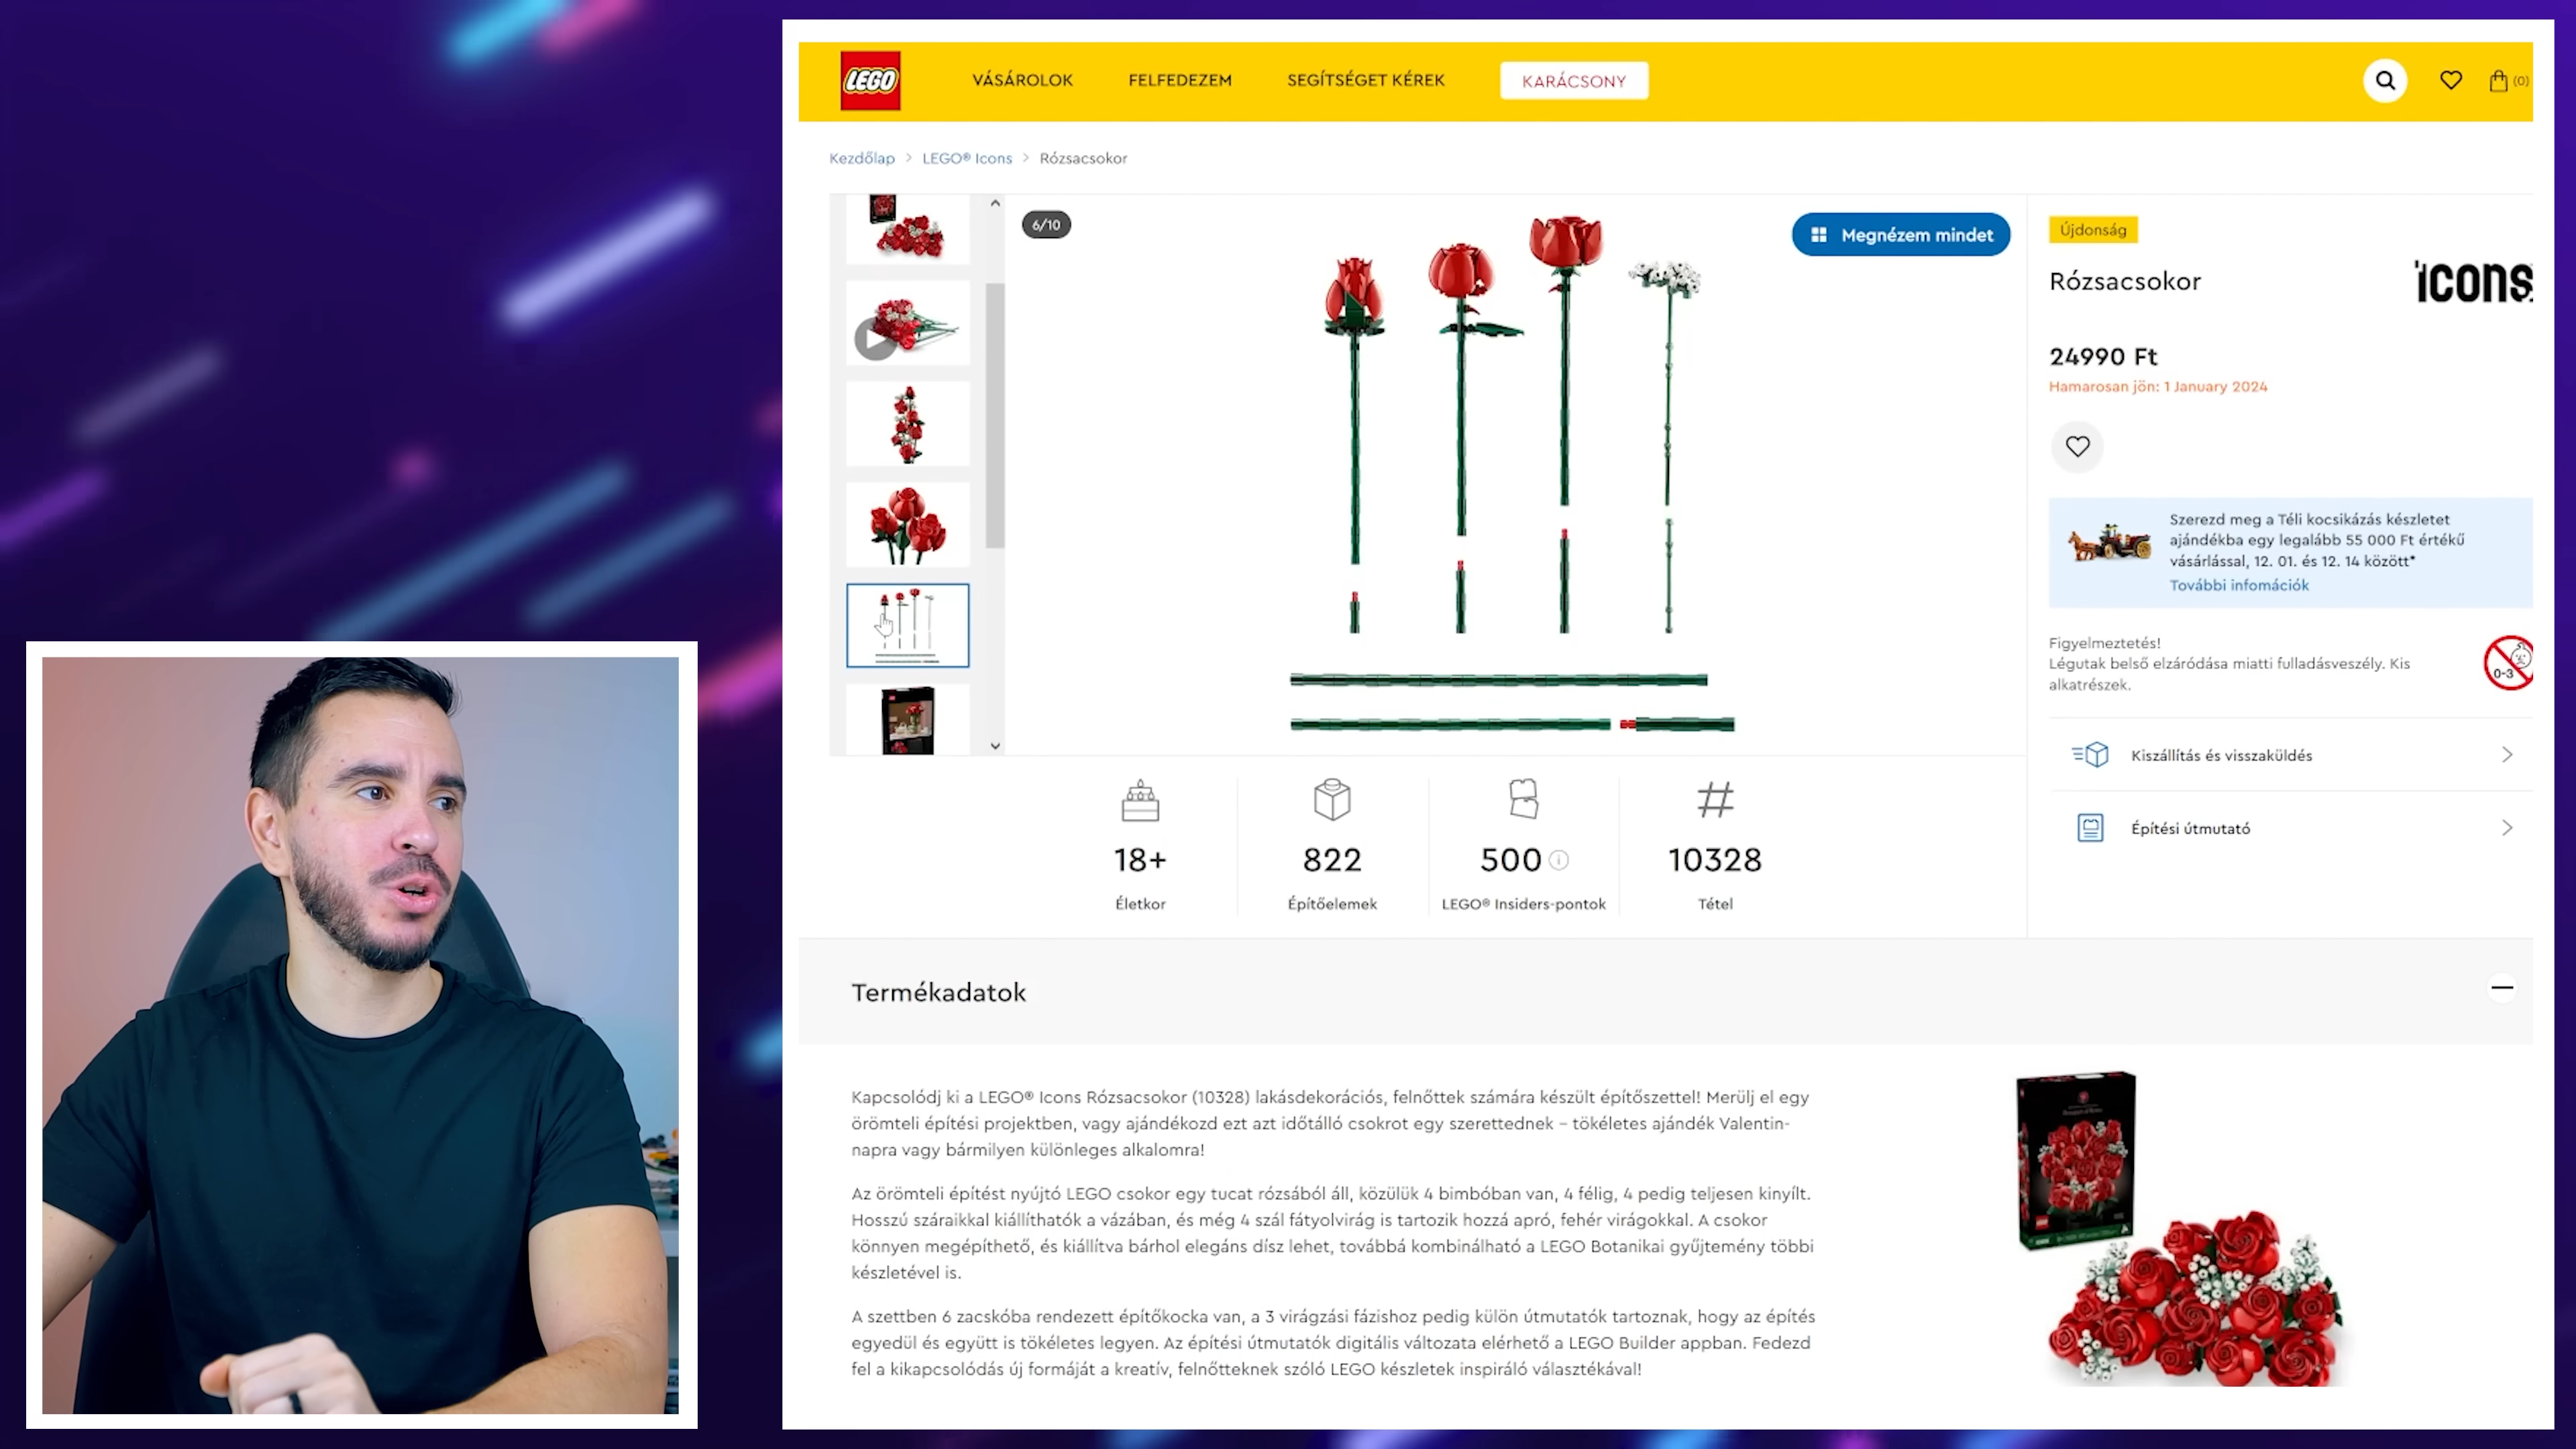 LEGO
VÁSÁROLOK
FELFEDEZEM
SEGÍTSÉGET KÉREK
KARÁCSONY
(0)
Kezdőlap > LEGO® Icons > Rózsacsokor
6/10
Megnézem mindet
Újdonság
Rózsacsokor
icons
24990 Ft
Hamarosan jön: 1 January 2024
Szerezd meg a Téli kocsikázás készletet
ajándékba egy legalább 55 000 Ft értékű
vásárlással, 12. 01. és 12. 14 között*
További infomációk
Figyelmeztetés!
Légutak belső elzáródása miatti fulladásveszély. Kis
alkatrészek.
0-3
Kiszállítás és visszaküldés
Építési útmutató
18+
Életkor
822
Építőelemek
500
LEGO® Insiders-pontok
#
10328
Tétel
Termékadatok
Kapcsolódj ki a LEGO® Icons Rózsacsokor (10328) lakásdekorációs, felnőttek számára készült építőszettel! Merülj el egy
örömteli építési projektben, vagy ajándékozd ezt azt időtálló csokrot egy szerettednek – tökéletes ajándék Valentin-
napra vagy bármilyen különleges alkalomra!
Az örömteli építést nyújtó LEGO csokor egy tucat rózsából áll, közülük 4 bimbóban van, 4 félig, 4 pedig teljesen kinyílt.
Hosszú száraikkal kiállíthatók a vázában, és még 4 szál fátyolvirág is tartozik hozzá apró, fehér virágokkal. A csokor
könnyen megépíthető, és kiállítva bárhol elegáns dísz lehet, továbbá kombinálható a LEGO Botanikai gyűjtemény többi
készletével is.
A szettben 6 zacskóba rendezett építőkocka van, a 3 virágzási fázishoz pedig külön útmutatók tartoznak, hogy az építés
egyedül és együtt is tökéletes legyen. Az építési útmutatók digitális változata elérhető a LEGO Builder appban. Fedezd
fel a kikapcsolódás új formáját a kreatív, felnőtteknek szóló LEGO készletek inspiráló választékával!